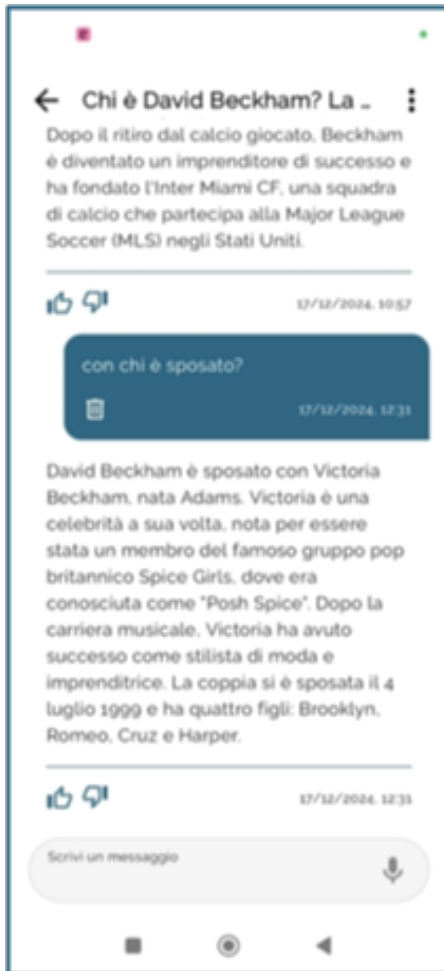 Chi è David Beckham? La ...
Dopo il ritiro dal calcio giocato, Beckham
è diventato un imprenditore di successo e
ha fondato l'Inter Miami CF, una squadra
di calcio che partecipa alla Major League
Soccer (MLS) negli Stati Uniti.
17/12/2024, 10:57
con chi è sposato?
17/12/2024, 12:31
David Beckham è sposato con Victoria
Beckham, nata Adams. Victoria è una
celebrità a sua volta, nota per essere
stata un membro del famoso gruppo pop
britannico Spice Girls, dove era
conosciuta come "Posh Spice". Dopo la
carriera musicale, Victoria ha avuto
successo come stilista di moda e
imprenditrice. La coppia si è sposata il 4
luglio 1999 e ha quattro figli: Brooklyn,
Romeo, Cruz e Harper.
17/12/2024, 12:31
Scrivi un messaggio